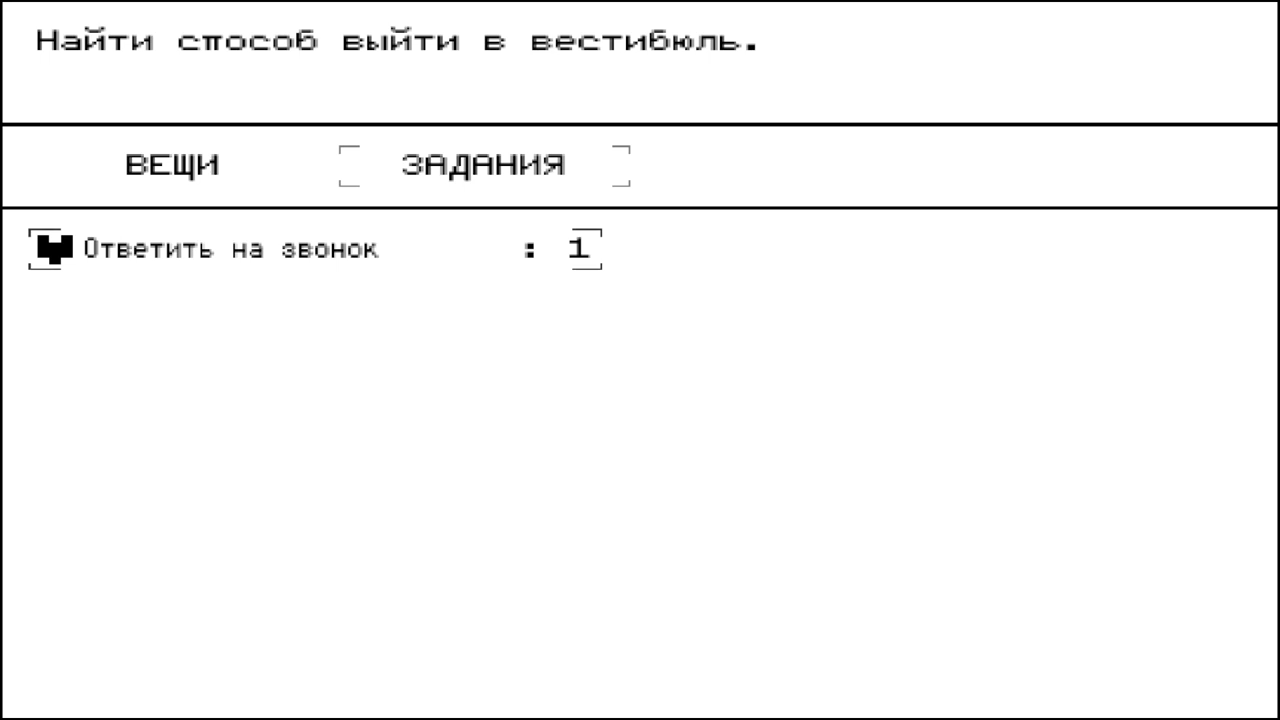 Найти способ выйти в вестибюль.
ВЕЩИ ЗАДАНИЯ
Ответить на звонок : 1